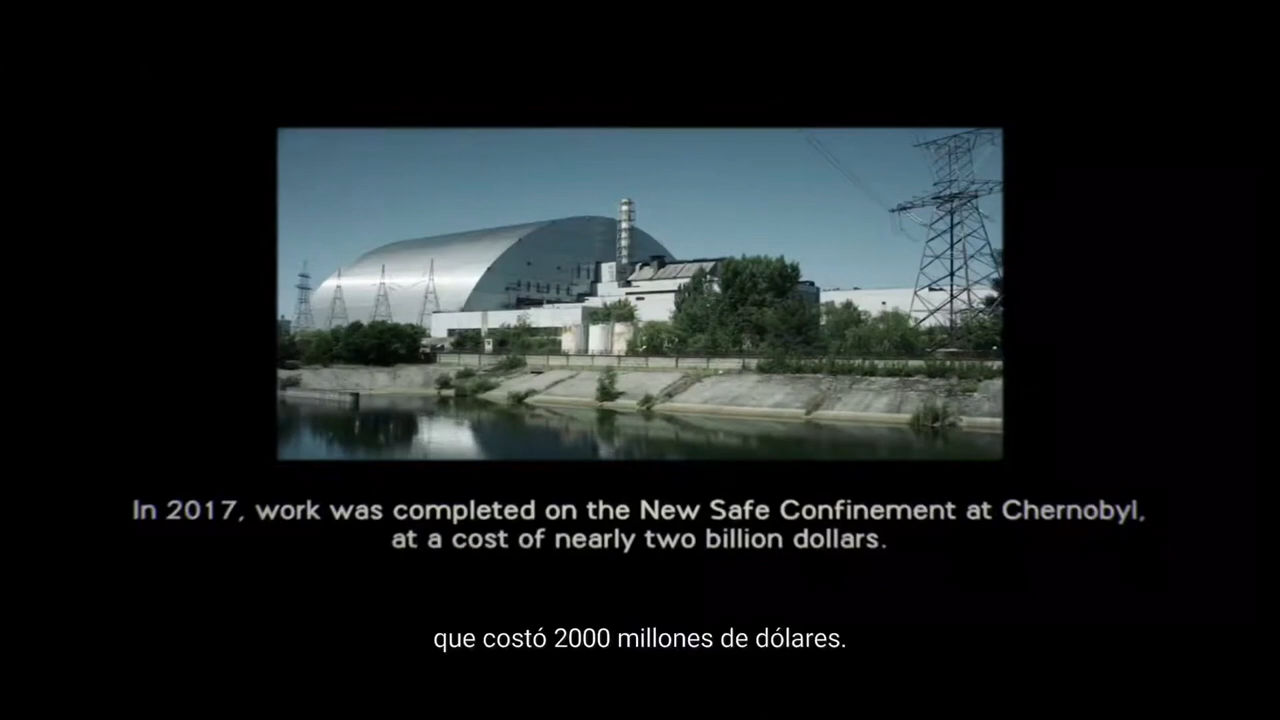 In 2017, work was completed on the New Safe Confinement at Chernobyl,
at a cost of nearly two billion dollars.
que costó 2000 millones de dólares.